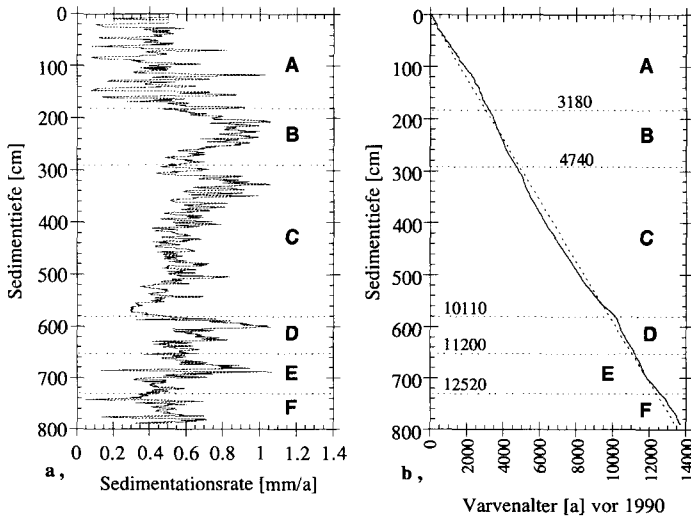 0
100
200
300
400
500
600
700
800
Sedimenttiefe [cm]
A
B
C
D
E
F
0 0.2 0.4 0.6 0.8 1 1.2 1.4
a,
Sedimentationsrate [mm/a]
0
100
200
300
400
500
600
700
800
Sedimenttiefe [cm]
A
3180
B
4740
C
10110
D
11200
E
12520
F
0 2000 4000 6000 8000 10000 12000 14000
b,
Varvenalter [a] vor 1990